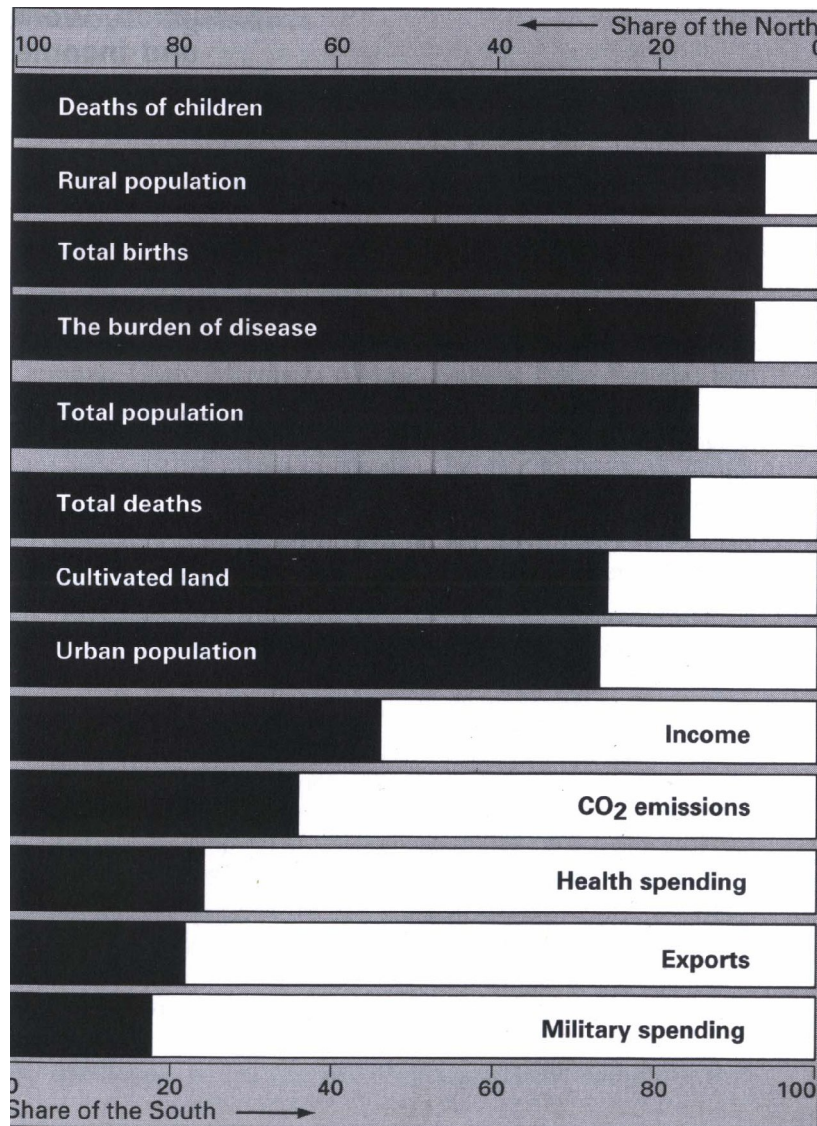 Share of the North
100 80 60 40 20 0
Deaths of children
Rural population
Total births
The burden of disease
Total population
Total deaths
Cultivated land
Urban population
Income
CO2 emissions
Health spending
Exports
Military spending
0 20 40 60 80 100
Share of the South